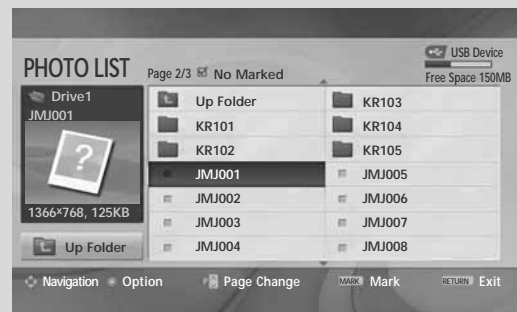 USB Device
PHOTO LIST
Page 2/3 No Marked
Free Space 150MB
Drive1
JMJ001
?
1366x768, 125KB
Up Folder
Up Folder
KR101
KR102
JMJ001
JMJ002
JMJ003
JMJ004
KR103
KR104
KR105
JMJ005
JMJ006
JMJ007
JMJ008
Navigation Option Page Change MARK Mark RETURN Exit